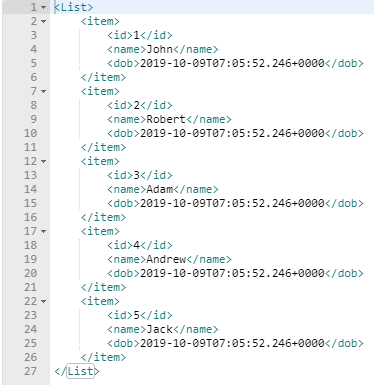 1 <List>
2     <item>
3         <id>1</id>
4         <name>John</name>
5         <dob>2019-10-09T07:05:52.246+0000</dob>
6     </item>
7     <item>
8         <id>2</id>
9         <name>Robert</name>
10         <dob>2019-10-09T07:05:52.246+0000</dob>
11     </item>
12     <item>
13         <id>3</id>
14         <name>Adam</name>
15         <dob>2019-10-09T07:05:52.246+0000</dob>
16     </item>
17     <item>
18         <id>4</id>
19         <name>Andrew</name>
20         <dob>2019-10-09T07:05:52.246+0000</dob>
21     </item>
22     <item>
23         <id>5</id>
24         <name>Jack</name>
25         <dob>2019-10-09T07:05:52.246+0000</dob>
26     </item>
27 </List>